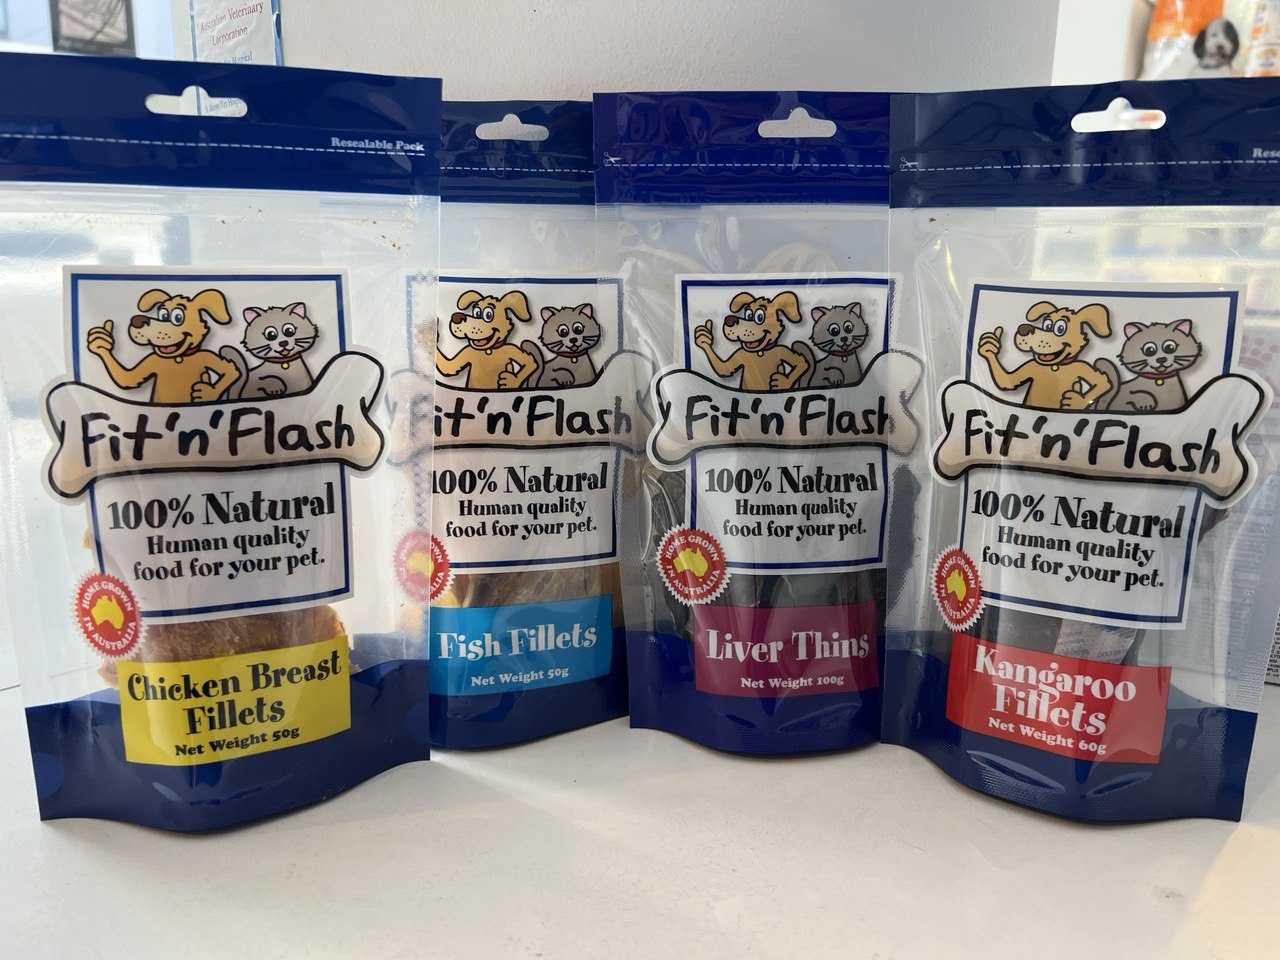 Australian Veterinary
Corporation
Resealable Pack
Fit'n'Flash
100% Natural
Human quality
food for your pet.
HOME GROWN
IN AUSTRALIA
Chicken Breast
Fillets
Net Weight 50g
Fit'n'Flash
100% Natural
Human quality
food for your pet.
Fish Fillets
Net Weight 50g
Fit'n'Flash
100% Natural
Human quality
food for your pet.
HOME GROWN
IN AUSTRALIA
Liver Thins
Net Weight 100g
Fit'n'Flash
100% Natural
Human quality
food for your pet.
HOME GROWN
IN AUSTRALIA
Kangaroo
Fillets
Net Weight 60g